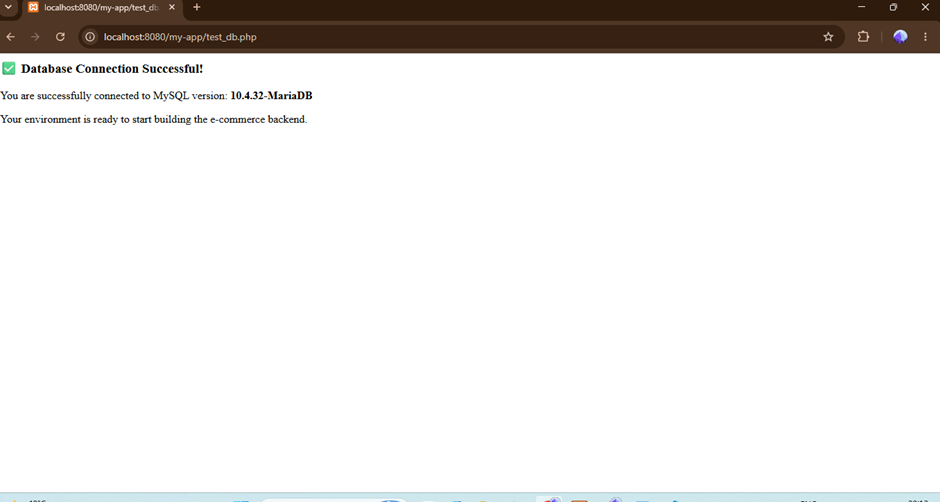 localhost:8080/my-app/test_db
localhost:8080/my-app/test_db.php
✅ Database Connection Successful!
You are successfully connected to MySQL version: 10.4.32-MariaDB
Your environment is ready to start building the e-commerce backend.